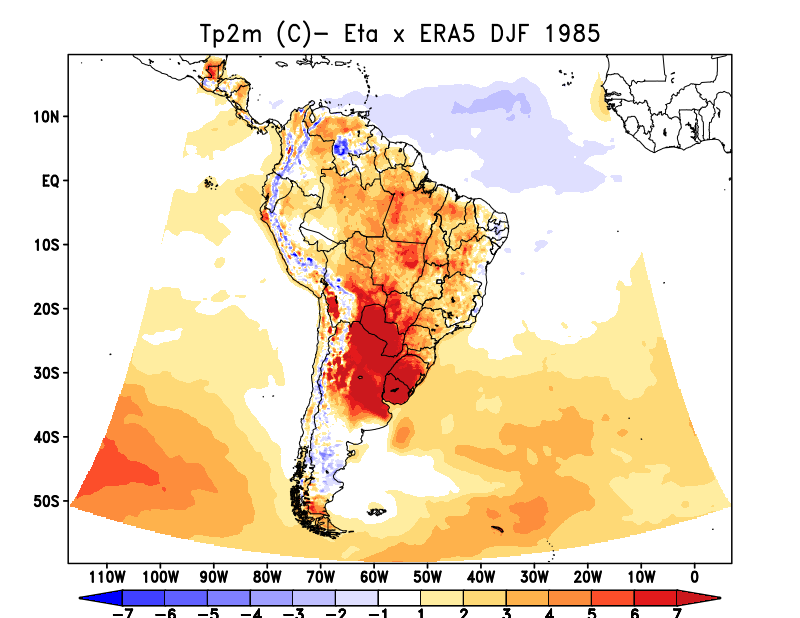 Tp2m (C)- Eta x ERA5 DJF 1985
10N
EQ
10S
20S
30S
40S
50S
110W 100W 90W 80W 70W 60W 50W 40W 30W 20W 10W 0
-7 -6 -5 -4 -3 -2 -1 1 2 3 4 5 6 7